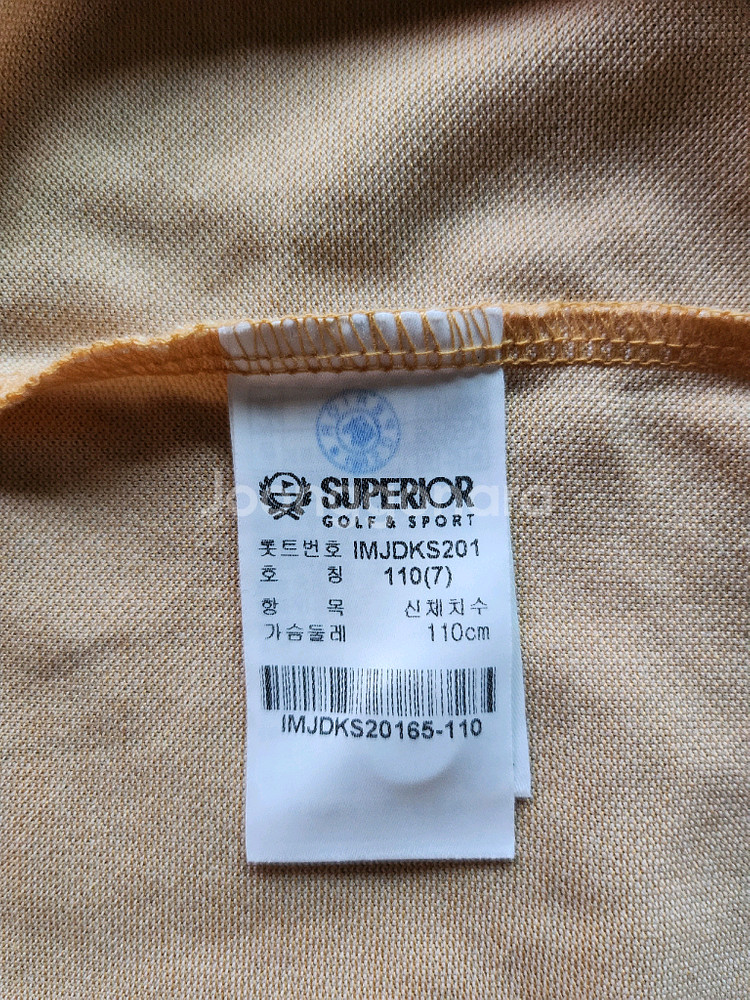 SUPERIOR
GOLF & SPORT
롯트번호 IMJDKS201
호 칭 110(7)
항 목 신체치수
가슴둘레 110cm
IMJDKS20165-110